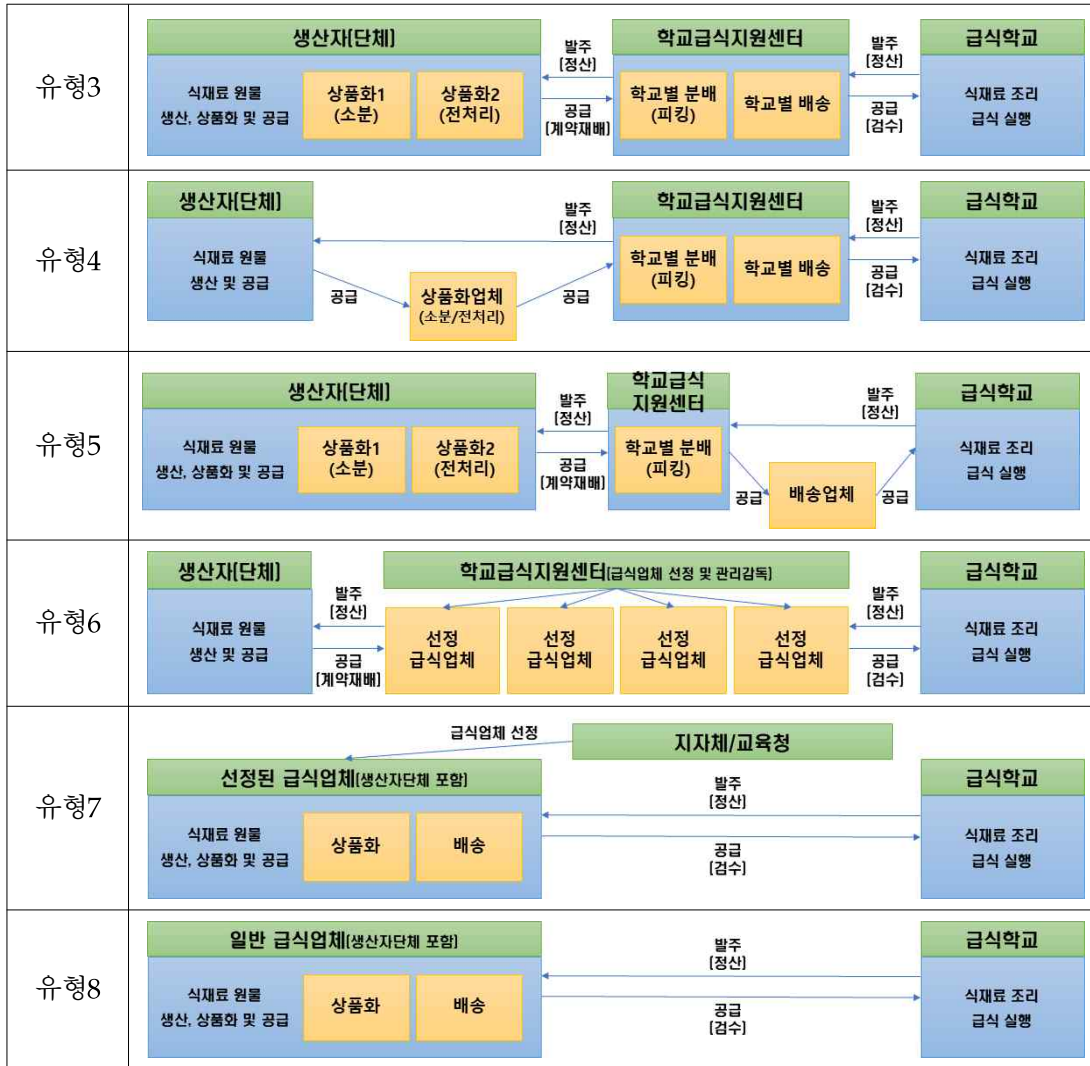 유형3
생산자(단체)
식재료 원물
생산, 상품화 및 공급
상품화1
(소분)
상품화2
(전처리)
발주
(정산)
공급
(계약재배)
학교급식지원센터
학교별 분배
(피킹)
학교별 배송
발주
(정산)
공급
(검수)
급식학교
식재료 조리
급식 실행
유형4
생산자(단체)
식재료 원물
생산 및 공급
발주
(정산)
공급
상품화업체
(소분/전처리)
공급
학교급식지원센터
학교별 분배
(피킹)
학교별 배송
발주
(정산)
공급
(검수)
급식학교
식재료 조리
급식 실행
유형5
생산자(단체)
식재료 원물
생산, 상품화 및 공급
상품화1
(소분)
상품화2
(전처리)
발주
(정산)
공급
(계약재배)
학교급식
지원센터
학교별 분배
(피킹)
발주
(정산)
공급
배송업체
공급
급식학교
식재료 조리
급식 실행
유형6
생산자(단체)
식재료 원물
생산 및 공급
발주
(정산)
공급
(계약재배)
학교급식지원센터(급식업체 선정 및 관리감독)
선정
급식업체
선정
급식업체
선정
급식업체
선정
급식업체
발주
(정산)
공급
(검수)
급식학교
식재료 조리
급식 실행
유형7
급식업체 선정
지자체/교육청
선정된 급식업체(생산자단체 포함)
식재료 원물
생산, 상품화 및 공급
상품화
배송
발주
(정산)
공급
(검수)
급식학교
식재료 조리
급식 실행
유형8
일반 급식업체(생산자단체 포함)
식재료 원물
생산, 상품화 및 공급
상품화
배송
발주
(정산)
공급
(검수)
급식학교
식재료 조리
급식 실행